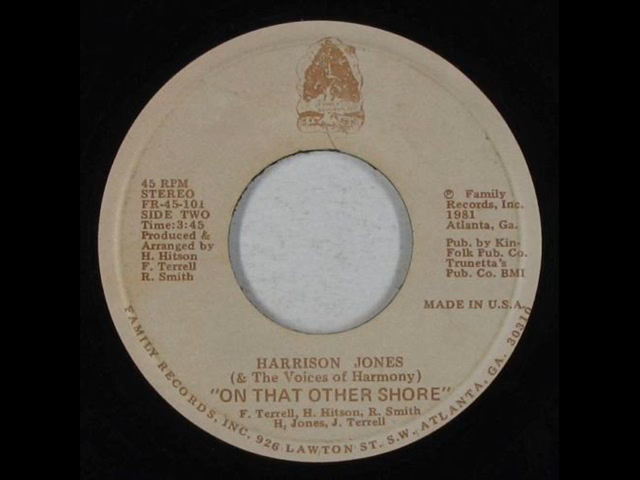 45 RPM
STEREO
FR-45-101
SIDE TWO
Time:3:45
Produced &
Arranged by
H. Hitson
F. Terrell
R. Smith
℗ Family
Records, Inc.
1981
Atlanta, Ga.
Pub. by Kin-
Folk Pub. Co.
Trunetta's
Pub. Co. BMI
MADE IN U.S.A.
HARRISON JONES
(& The Voices of Harmony)
"ON THAT OTHER SHORE"
F. Terrell, H. Hitson, R. Smith
H, Jones, J. Terrell
FAMILY RECORDS, INC. 926 LAWTON ST. S.W. ATLANTA, GA. 30310